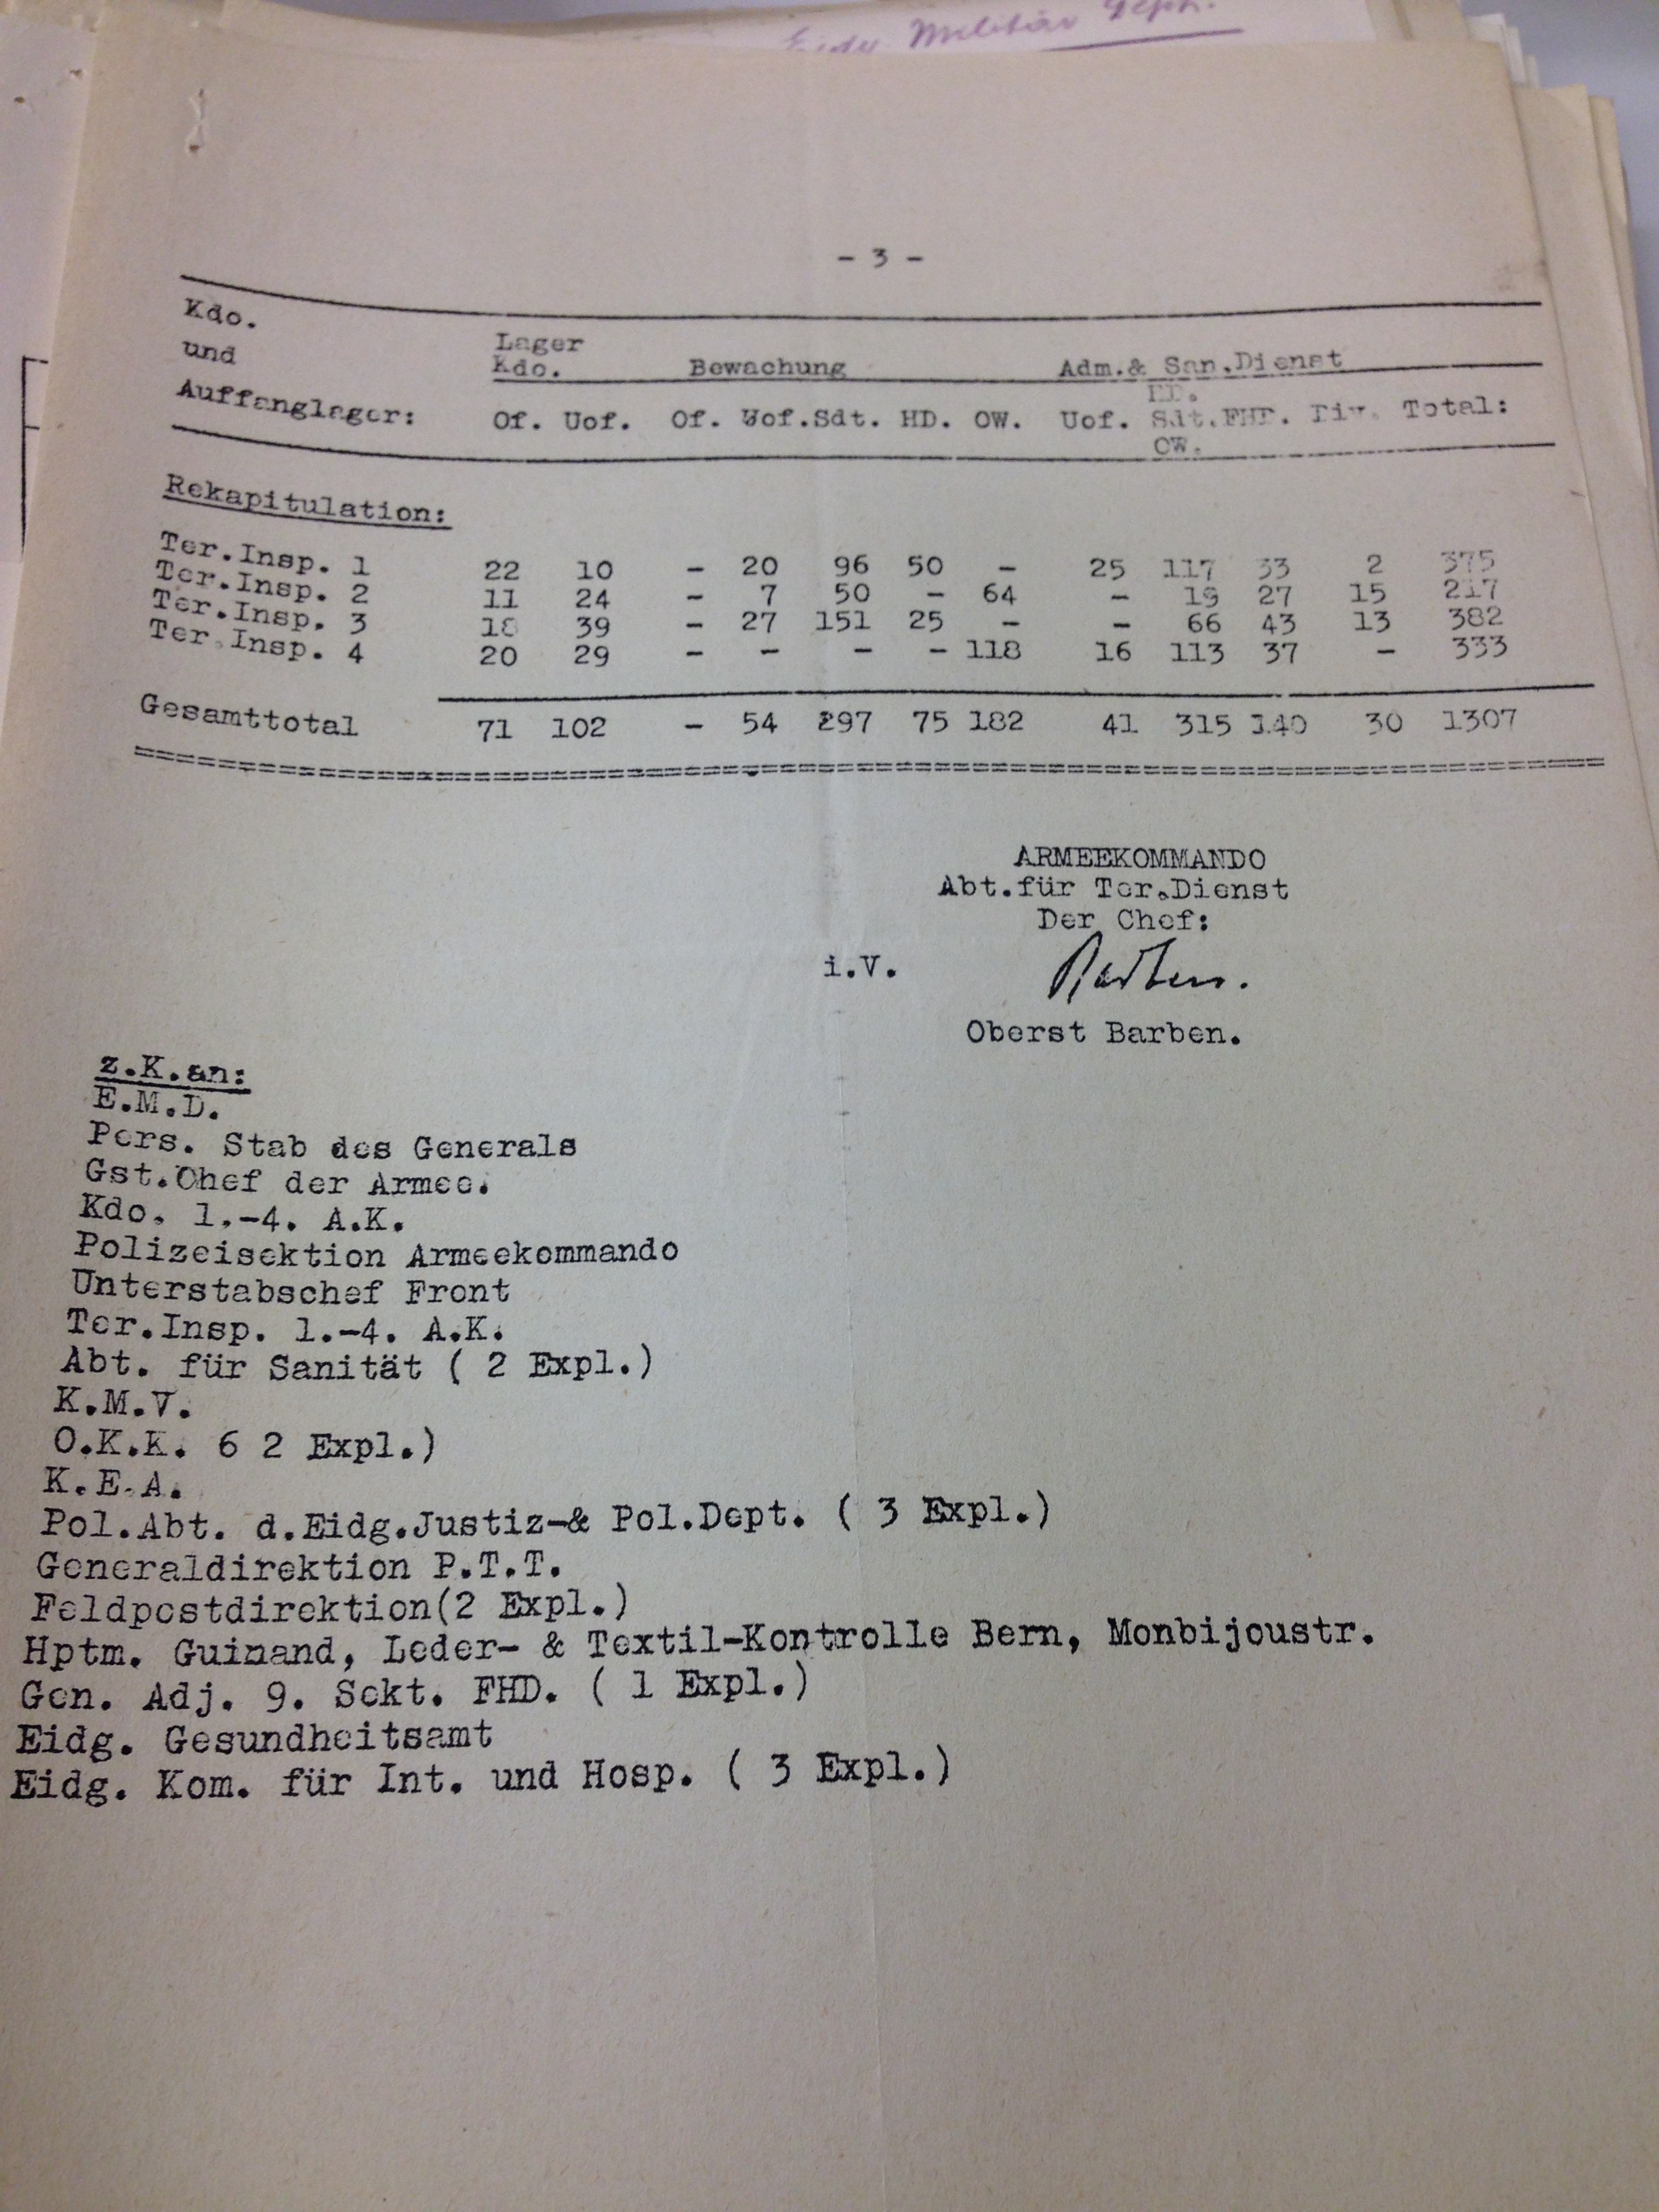 Eidg. Militär Dept.
- 3 -
Kdo.
und
Auffanglager:
Lager
Kdo. Bewachung Adm.& San.Dienst
HD.
Of. Uof. Of. Uof.Sdt. HD. OW. Uof. Sdt.FHD. Div. Total:
OW.
Rekapitulation:
Ter.Insp. 1 22 10 - 20 96 50 - 25 117 33 2 375
Ter.Insp. 2 11 24 - 7 50 - 64 - 19 27 15 217
Ter.Insp. 3 18 39 - 27 151 25 - - 66 43 13 382
Ter.Insp. 4 20 29 - - - - 118 16 113 37 - 333
Gesamttotal 71 102 - 54 297 75 182 41 315 140 30 1307
ARMEEKOMMANDO
Abt.für Ter.Dienst
Der Chef:
i.V. Barben.
Oberst Barben.
z.K.an:
E.M.D.
Pers. Stab des Generals
Gst.Chef der Armee.
Kdo. 1.-4. A.K.
Polizeisektion Armeekommando
Unterstabschef Front
Ter.Insp. 1.-4. A.K.
Abt. für Sanität ( 2 Expl.)
K.M.V.
O.K.K. 6 2 Expl.)
K.E.A.
Pol.Abt. d.Eidg.Justiz-& Pol.Dept. ( 3 Expl.)
Generaldirektion P.T.T.
Feldpostdirektion(2 Expl.)
Hptm. Guinand, Leder- & Textil-Kontrolle Bern, Monbijoustr.
Gen. Adj. 9. Sekt. FHD. ( 1 Expl.)
Eidg. Gesundheitsamt
Eidg. Kom. für Int. und Hosp. ( 3 Expl.)